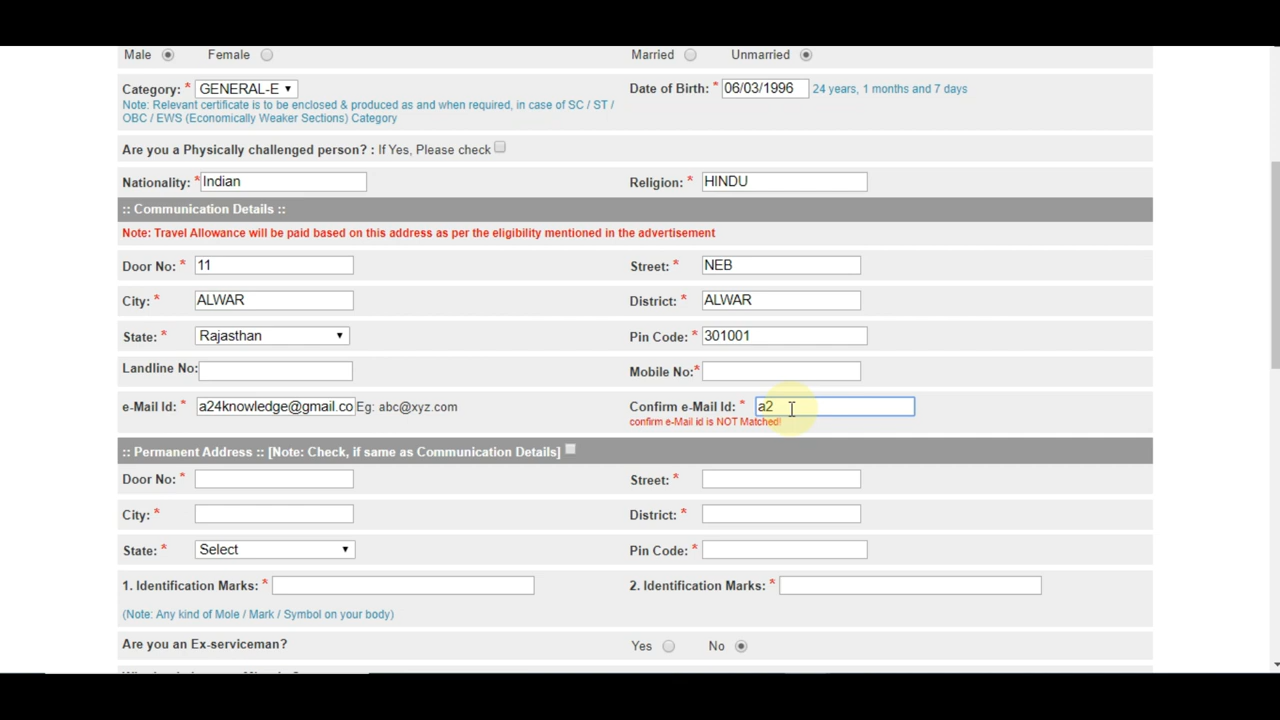 Male Female Married Unmarried
Category: * GENERAL-E Date of Birth: * 06/03/1996 24 years, 1 months and 7 days
Note: Relevant certificate is to be enclosed & produced as and when required, in case of SC / ST /
OBC / EWS (Economically Weaker Sections) Category
Are you a Physically challenged person? : If Yes, Please check
Nationality: * Indian Religion: * HINDU
:: Communication Details ::
Note: Travel Allowance will be paid based on this address as per the eligibility mentioned in the advertisement
Door No: * 11 Street: * NEB
City: * ALWAR District: * ALWAR
State: * Rajasthan Pin Code: * 301001
Landline No: Mobile No:*
e-Mail Id: * a24knowledge@gmail.co Eg: abc@xyz.com Confirm e-Mail Id: * a2
confirm e-Mail id is NOT Matched!
:: Permanent Address :: [Note: Check, if same as Communication Details]
Door No: * Street: *
City: * District: *
State: * Select Pin Code: *
1. Identification Marks: * 2. Identification Marks: *
(Note: Any kind of Mole / Mark / Symbol on your body)
Are you an Ex-serviceman? Yes No